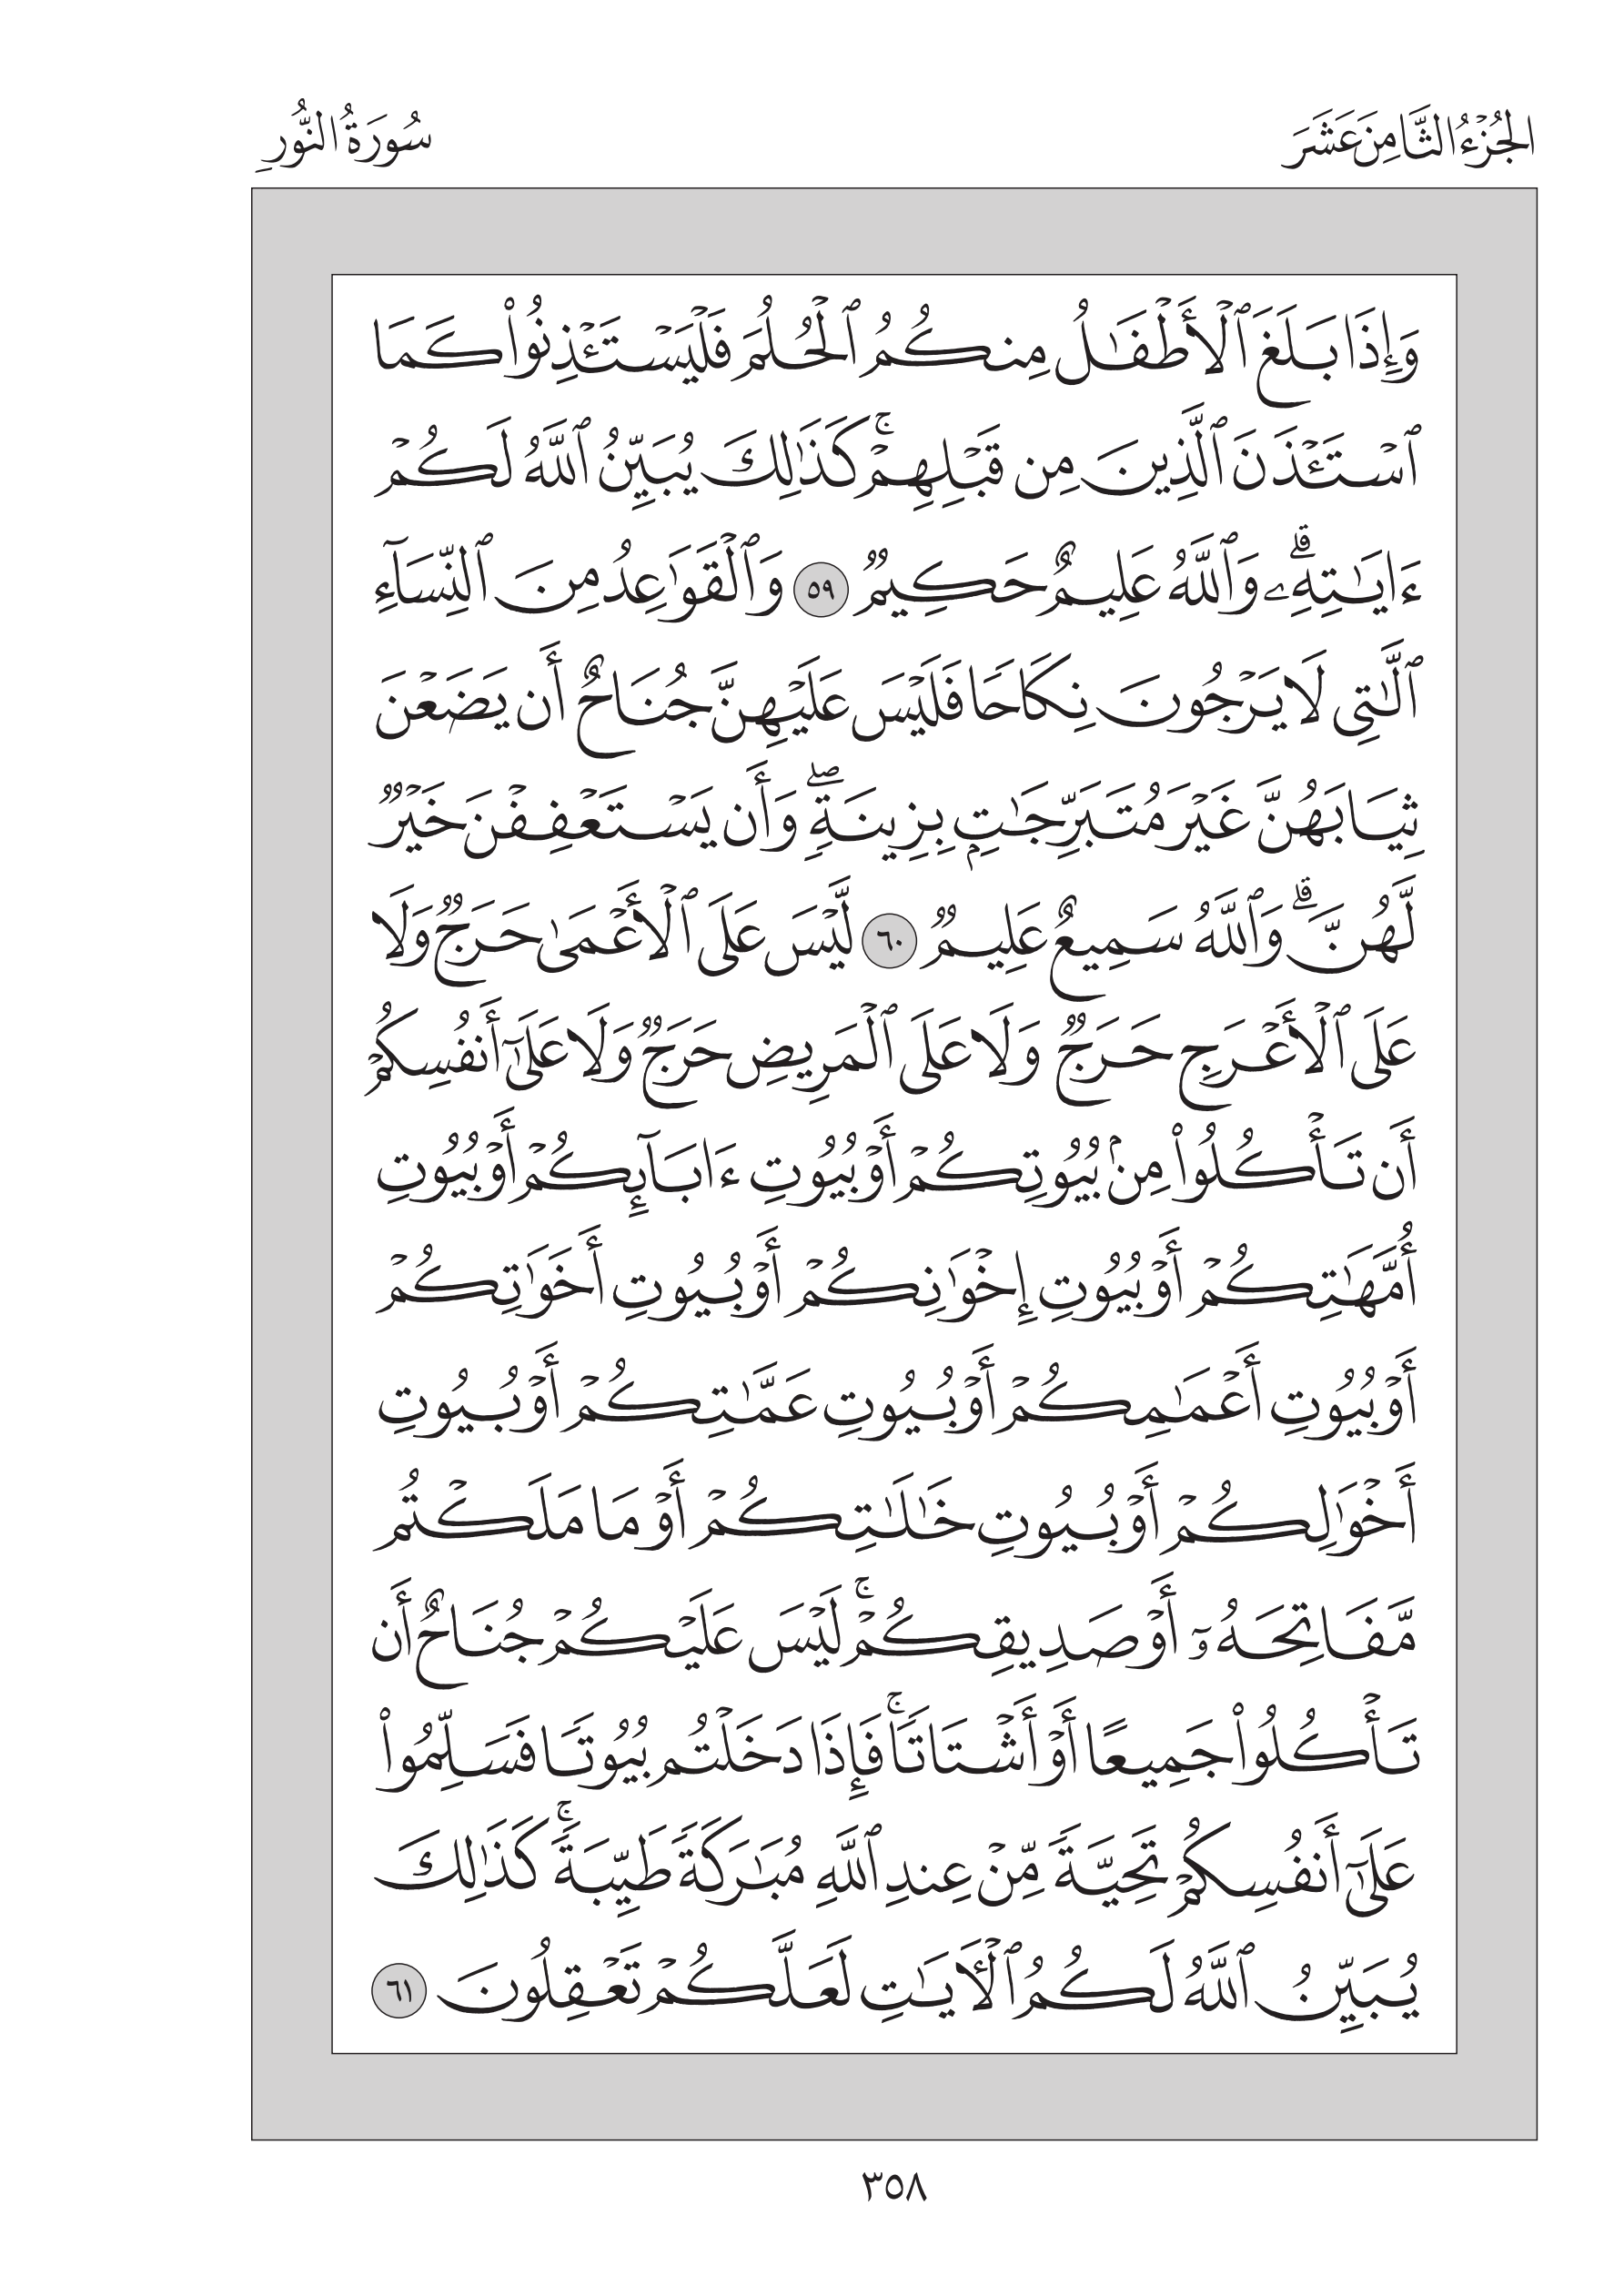 الجُزْءُ الثَّامِنَ عَشَرَ
سُورَةُ النُّورِ
وَإِذَا بَلَغَ ٱلْأَطْفَـٰلُ مِنكُمُ ٱلْحُلُمَ فَلْيَسْتَـْٔذِنُوا۟ كَمَا
ٱسْتَـْٔذَنَ ٱلَّذِينَ مِن قَبْلِهِمْ ۚ كَذَٰلِكَ يُبَيِّنُ ٱللَّهُ لَكُمْ
ءَايَـٰتِهِۦ ۗ وَٱللَّهُ عَلِيمٌ حَكِيمٌ ٥٩ وَٱلْقَوَٰعِدُ مِنَ ٱلنِّسَآءِ
ٱلَّـٰتِى لَا يَرْجُونَ نِكَاحًا فَلَيْسَ عَلَيْهِنَّ جُنَاحٌ أَن يَضَعْنَ
ثِيَابَهُنَّ غَيْرَ مُتَبَرِّجَـٰتٍۭ بِزِينَةٍ ۖ وَأَن يَسْتَعْفِفْنَ خَيْرٌ
لَّهُنَّ ۗ وَٱللَّهُ سَمِيعٌ عَلِيمٌ ٦٠ لَّيْسَ عَلَى ٱلْأَعْمَىٰ حَرَجٌ وَلَا
عَلَى ٱلْأَعْرَجِ حَرَجٌ وَلَا عَلَى ٱلْمَرِيضِ حَرَجٌ وَلَا عَلَىٰٓ أَنفُسِكُمْ
أَن تَأْكُلُوا۟ مِنۢ بُيُوتِكُمْ أَوْ بُيُوتِ ءَابَآئِكُمْ أَوْ بُيُوتِ
أُمَّهَـٰتِكُمْ أَوْ بُيُوتِ إِخْوَٰنِكُمْ أَوْ بُيُوتِ أَخَوَٰتِكُمْ
أَوْ بُيُوتِ أَعْمَـٰمِكُمْ أَوْ بُيُوتِ عَمَّـٰتِكُمْ أَوْ بُيُوتِ
أَخْوَٰلِكُمْ أَوْ بُيُوتِ خَـٰلَـٰتِكُمْ أَوْ مَا مَلَكْتُم
مَّفَاتِحَهُۥٓ أَوْ صَدِيقِكُمْ ۚ لَيْسَ عَلَيْكُمْ جُنَاحٌ أَن
تَأْكُلُوا۟ جَمِيعًا أَوْ أَشْتَاتًا ۚ فَإِذَا دَخَلْتُم بُيُوتًا فَسَلِّمُوا۟
عَلَىٰٓ أَنفُسِكُمْ تَحِيَّةً مِّنْ عِندِ ٱللَّهِ مُبَـٰرَكَةً طَيِّبَةً ۚ كَذَٰلِكَ
يُبَيِّنُ ٱللَّهُ لَكُمُ ٱلْـَٔايَـٰتِ لَعَلَّكُمْ تَعْقِلُونَ ٦١
٣٥٨